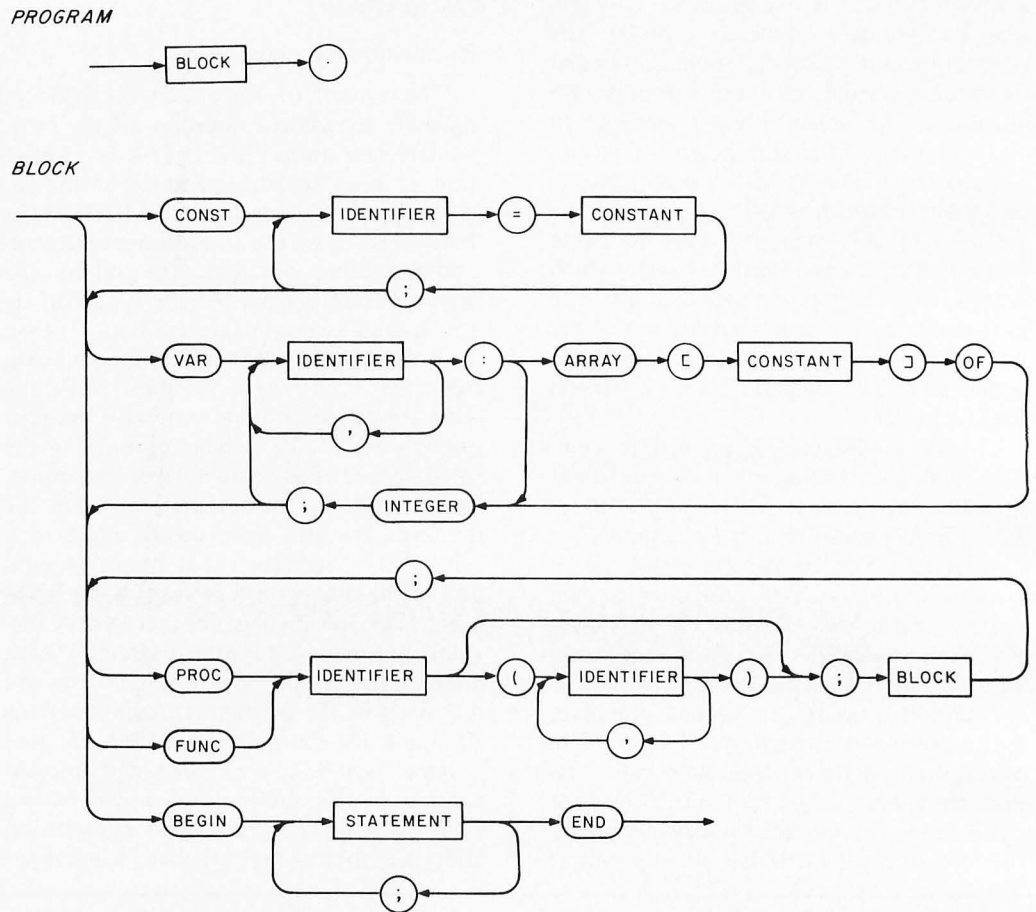 PROGRAM
BLOCK .
BLOCK
CONST IDENTIFIER = CONSTANT
;
VAR IDENTIFIER : ARRAY [ CONSTANT ] OF
,
; INTEGER
;
PROC IDENTIFIER ( IDENTIFIER ) ; BLOCK
FUNC ,
BEGIN STATEMENT END
;